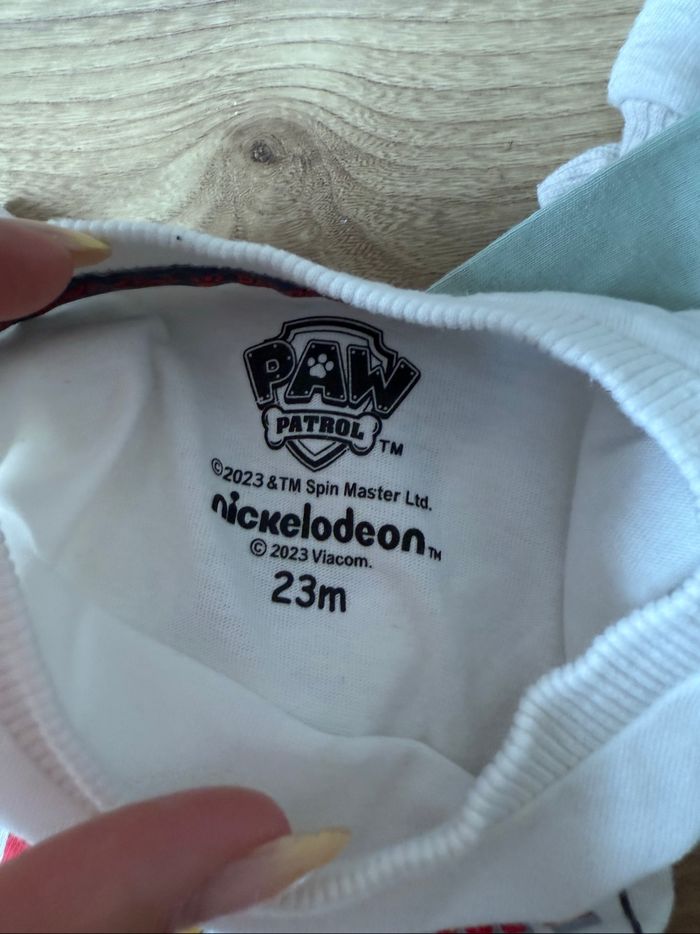 PAW
PATROL TM
©2023 &TM Spin Master Ltd.
nickelodeon TM
© 2023 Viacom.
23m